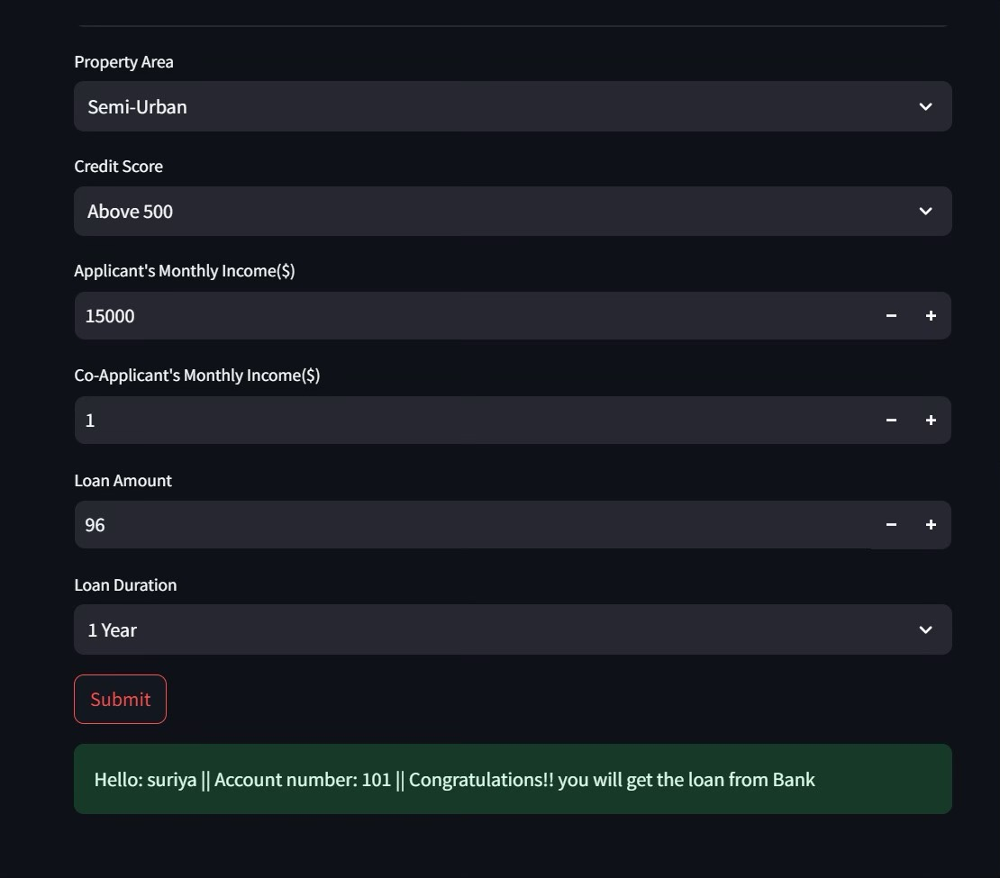 Property Area
Semi-Urban
Credit Score
Above 500
Applicant's Monthly Income($)
15000
Co-Applicant's Monthly Income($)
1
Loan Amount
96
Loan Duration
1 Year
Submit
Hello: suriya || Account number: 101 || Congratulations!! you will get the loan from Bank